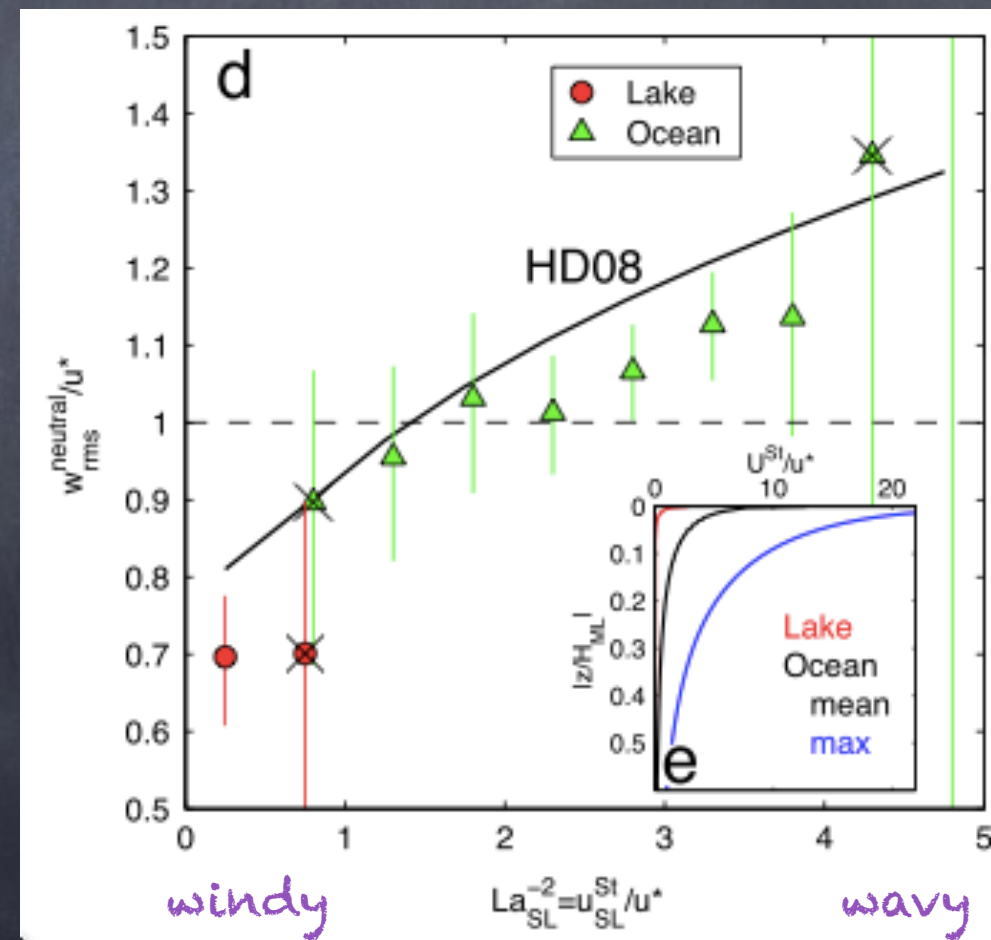 1.5
d
Lake
Ocean
1.4
1.3
1.2
HD08
1.1
1
0.9
0.8
0.7
0.6
0.5
w_rms^neutral/u*
U^St/u*
0 10 20
0
0.1
0.2
0.3
0.4
0.5
|z/H_ML|
Lake
Ocean
mean
max
e
0 1 2 3 4 5
windy
La_SL^-2=u_SL^St/u*
wavy